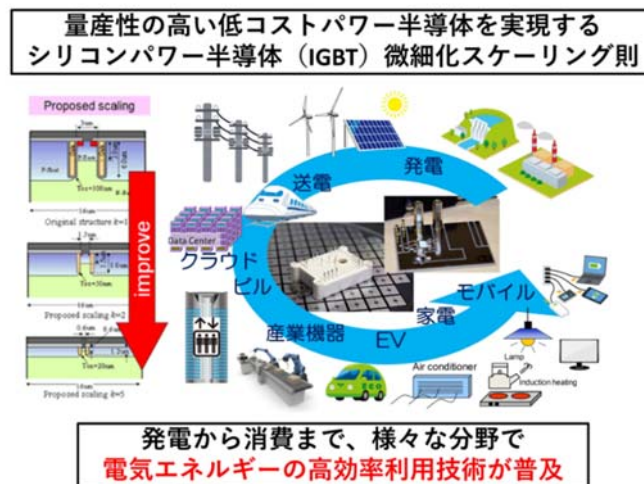 量産性の高い低コストパワー半導体を実現する
シリコンパワー半導体（IGBT）微細化スケーリング則
Proposed scaling
Original structure k=1
improve
Proposed scaling k=2
Proposed scaling k=5
発電
送電
Data Center
クラウド
ビル
産業機器
EV
家電
モバイル
ECO
Air conditioner
Lamp
Induction heating
発電から消費まで、様々な分野で
電気エネルギーの高効率利用技術が普及